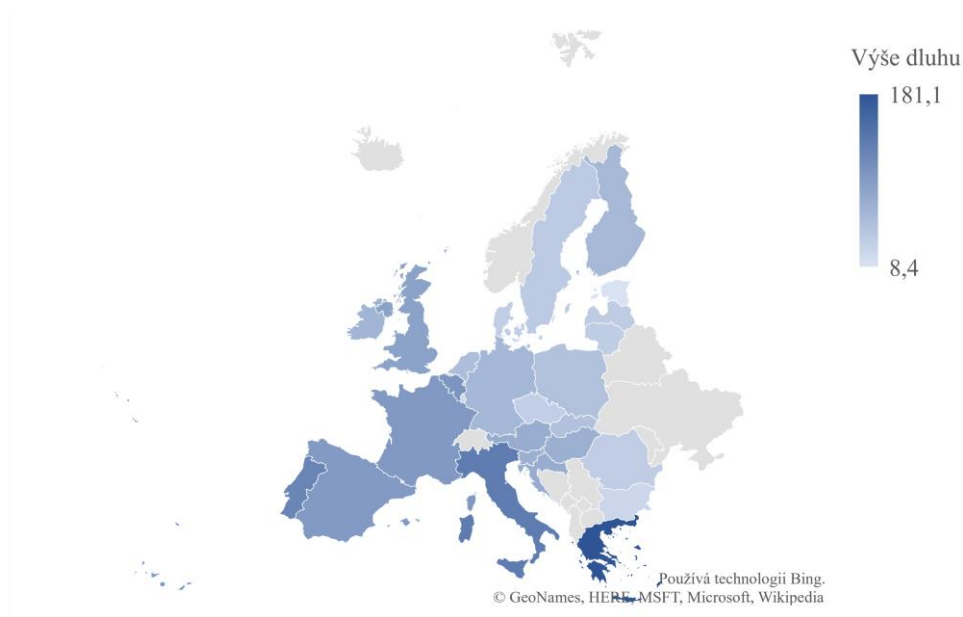 Výše dluhu
181,1
8,4
Používá technologii Bing.
© GeoNames, HERE, MSFT, Microsoft, Wikipedia